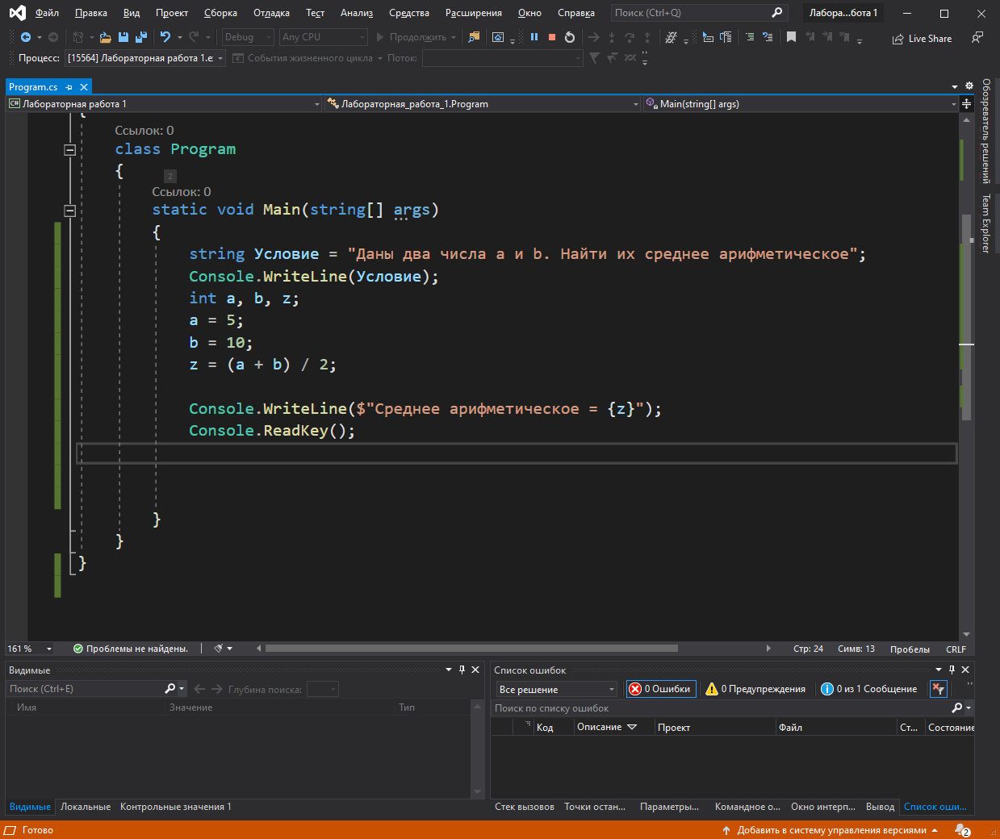 Файл Правка Вид Проект Сборка Отладка Тест Анализ Средства Расширения Окно Справка Поиск (Ctrl+Q) Лабора...бота 1
Debug Any CPU Продолжить Live Share
Процесс: [15564] Лабораторная работа 1.e: События жизненного цикла Поток:
Program.cs
C# Лабораторная работа 1 Лабораторная_работа_1.Program Main(string[] args)
{
Ссылок: 0
class Program
{
2
Ссылок: 0
static void Main(string[] args)
{
string Условие = "Даны два числа a и b. Найти их среднее арифметическое";
Console.WriteLine(Условие);
int a, b, z;
a = 5;
b = 10;
z = (a + b) / 2;
Console.WriteLine($"Среднее арифметическое = {z}");
Console.ReadKey();
}
}
}
Обозреватель решений
Team Explorer
161 % Проблемы не найдены. Стр: 24 Симв: 13 Пробелы CRLF
Видимые
Поиск (Ctrl+E) Глубина поиска:
Имя Значение Тип
Видимые Локальные Контрольные значения 1
Список ошибок
Все решение 0 Ошибки 0 Предупреждения 0 из 1 Сообщение
Поиск по списку ошибок
Код Описание Проект Файл Ст... Состояние
Стек вызовов Точки остан... Параметры... Командное о... Окно интерп... Вывод Список оши...
Готово Добавить в систему управления версиями 2